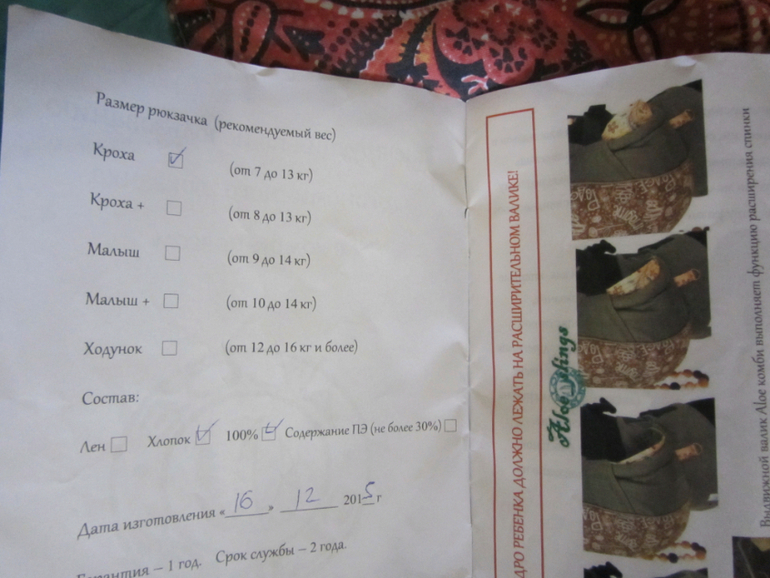 Размер рюкзачка (рекомендуемый вес)
Кроха (от 7 до 13 кг)
Кроха + (от 8 до 13 кг)
Малыш (от 9 до 14 кг)
Малыш + (от 10 до 14 кг)
Ходунок (от 12 до 16 кг и более)
Состав:
Лен Хлопок 100% Содержание ПЭ (не более 30%)
Дата изготовления «16» 12 2015 г
– 1 год. Срок службы – 2 года.
РЕБЕНКА ДОЛЖНО ЛЕЖАТЬ НА РАСШИРИТЕЛЬНОМ ВАЛИКЕ!
Aloe Slings
Выдвижной валик Aloe комби выполняет функцию расширения спинки